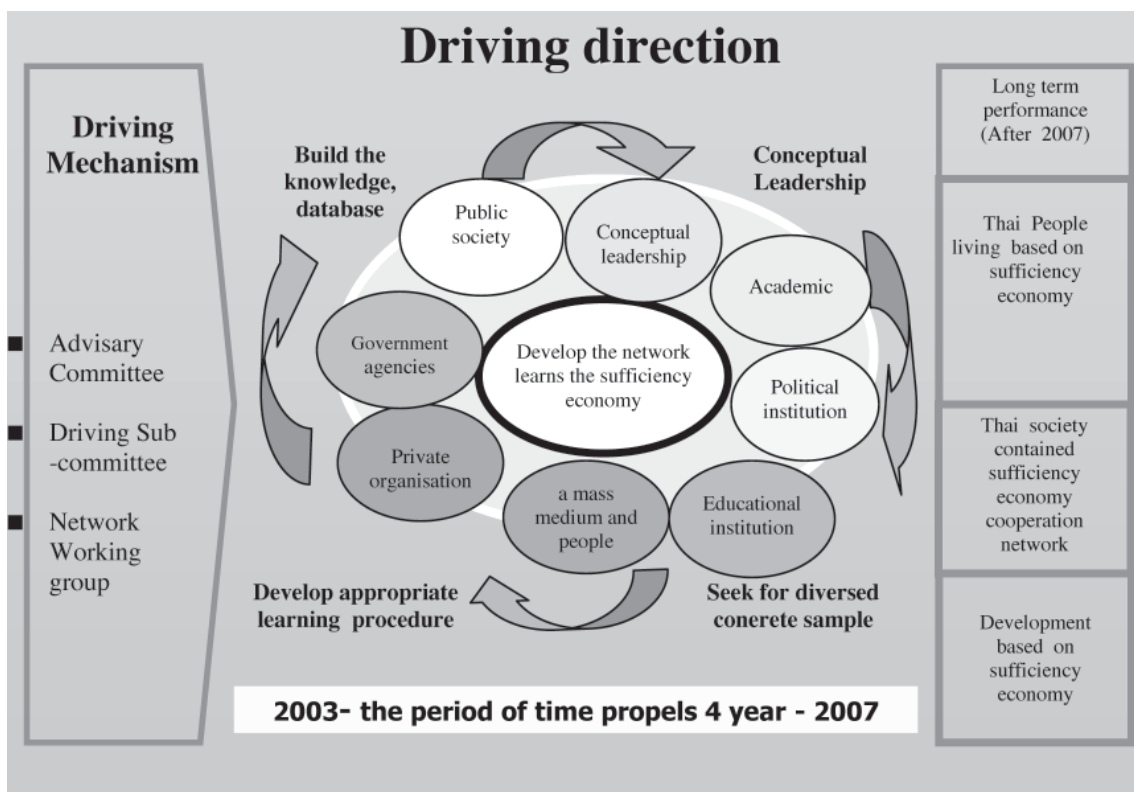 Driving direction
Driving
Mechanism
Advisary
Committee
Driving Sub
-committee
Network
Working
group
Build the
knowledge,
database
Conceptual
Leadership
Public
society
Conceptual
leadership
Academic
Government
agencies
Develop the network
learns the sufficiency
economy
Political
institution
Private
organisation
a mass
medium and
people
Educational
institution
Develop appropriate
learning procedure
Seek for diversed
conerete sample
2003- the period of time propels 4 year - 2007
Long term
performance
(After 2007)
Thai People
living based on
sufficiency
economy
Thai society
contained
sufficiency
economy
cooperation
network
Development
based on
sufficiency
economy